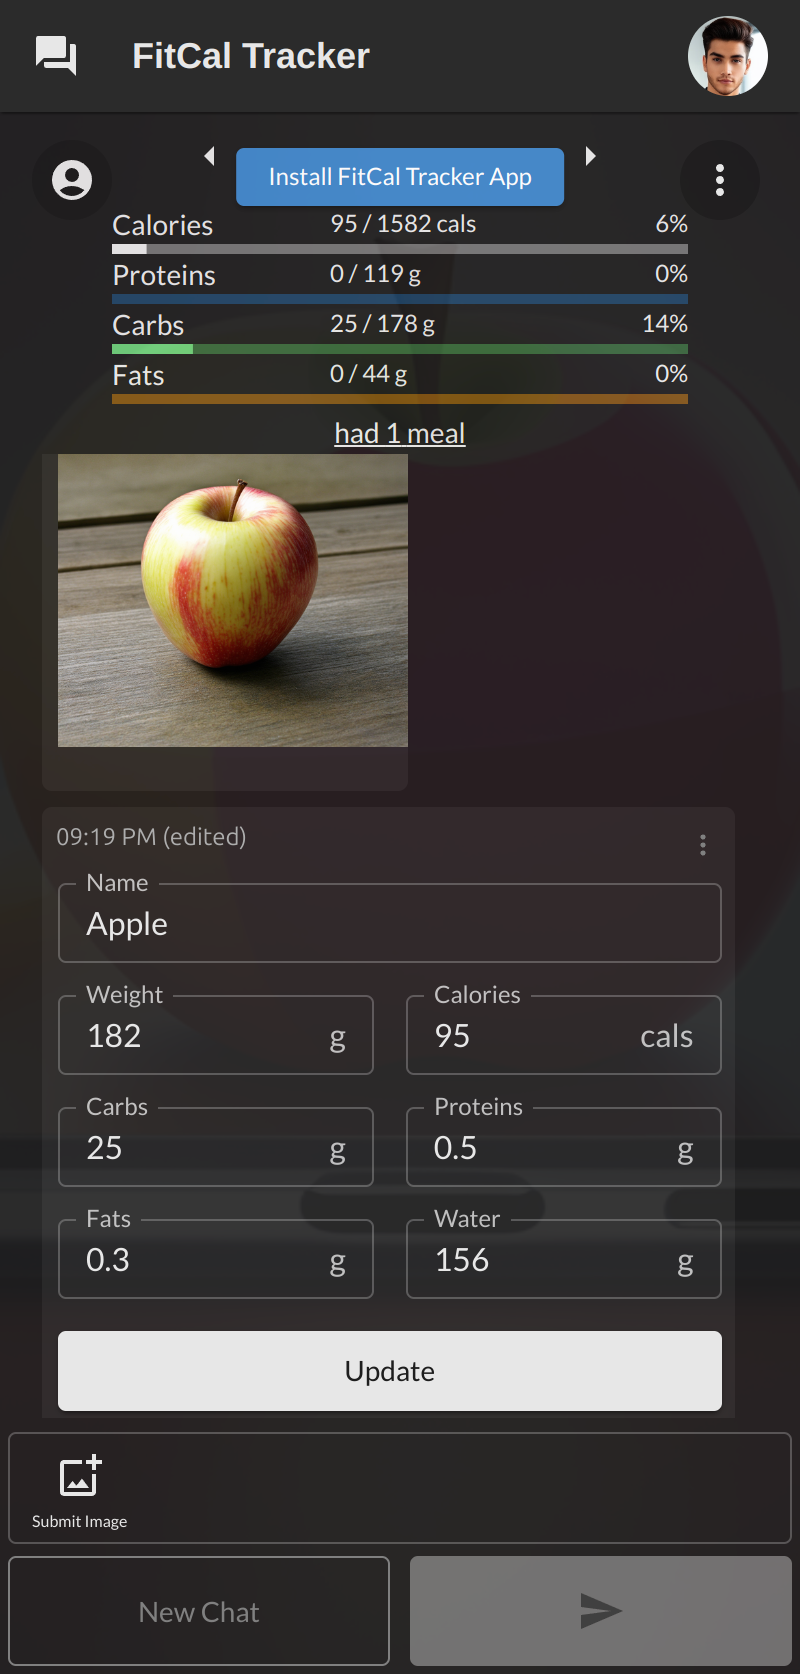 FitCal Tracker
Install FitCal Tracker App
Calories 95 / 1582 cals 6%
Proteins 0 / 119 g 0%
Carbs 25 / 178 g 14%
Fats 0 / 44 g 0%
had 1 meal
09:19 PM (edited)
Name
Apple
Weight Calories
182 g 95 cals
Carbs Proteins
25 g 0.5 g
Fats Water
0.3 g 156 g
Update
Submit Image
New Chat